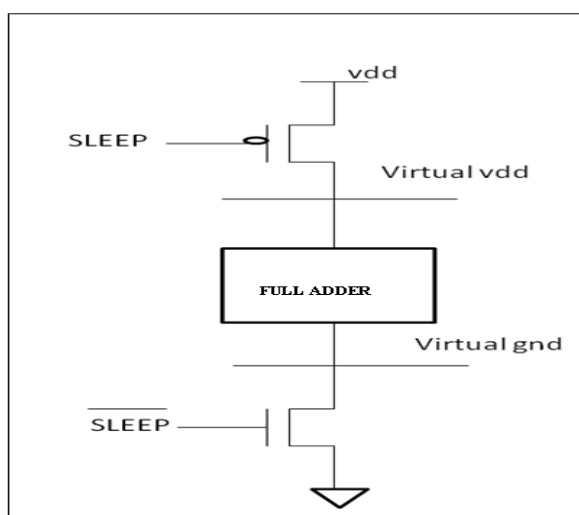 vdd
SLEEP
Virtual vdd
FULL ADDER
Virtual gnd
SLEEP